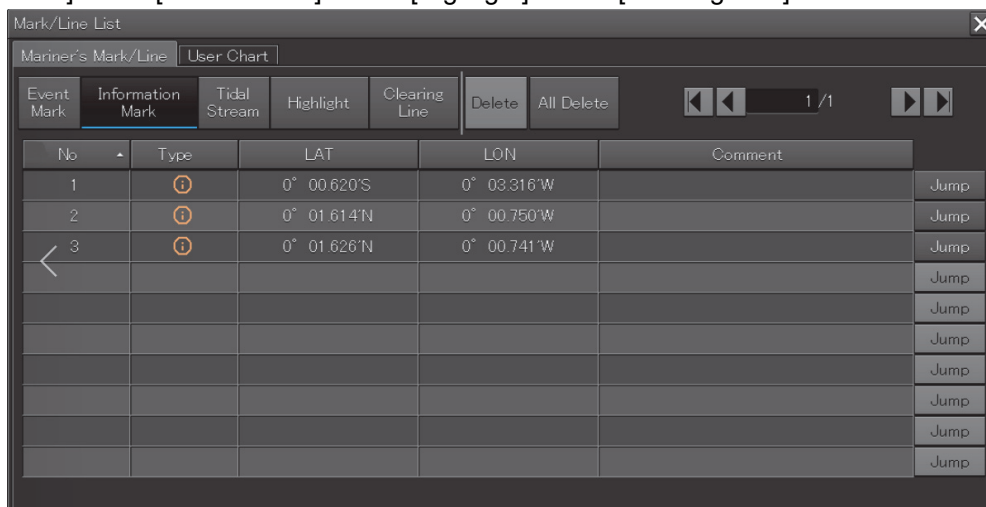 Mark/Line List
Mariner's Mark/Line User Chart
Event Mark Information Mark Tidal Stream Highlight Clearing Line Delete All Delete 1 /1
No Type LAT LON Comment
1 0° 00.620'S 0° 03.316'W Jump
2 0° 01.614'N 0° 00.750'W Jump
3 0° 01.626'N 0° 00.741'W Jump
Jump
Jump
Jump
Jump
Jump
Jump
Jump